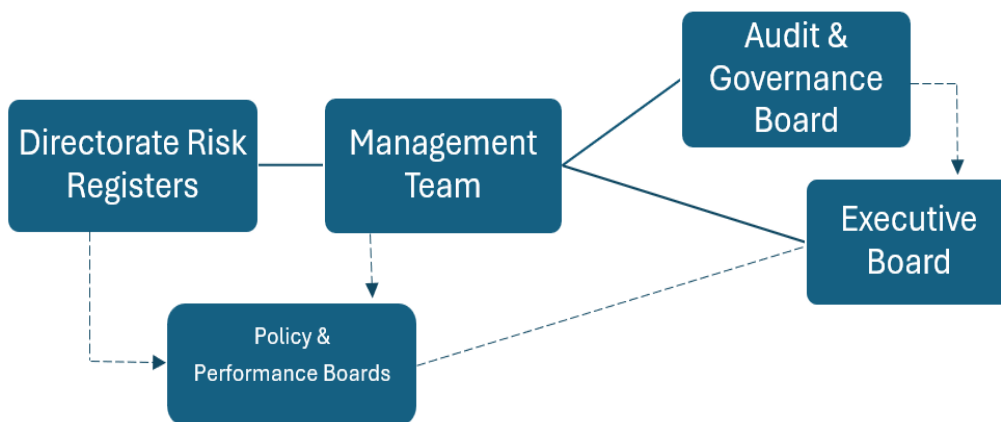 Directorate Risk
Registers
Management
Team
Audit &
Governance
Board
Executive
Board
Policy &
Performance Boards